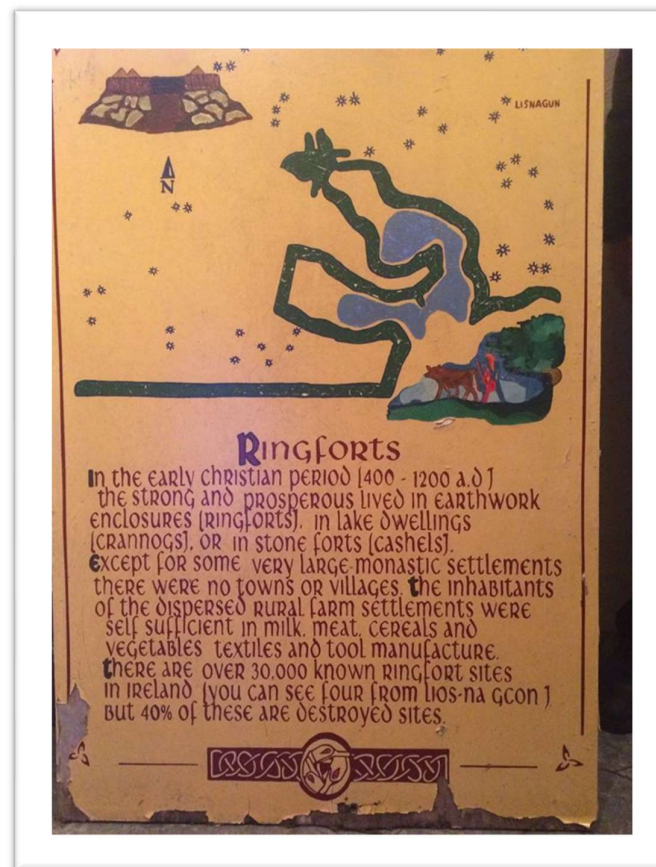 LISNAGUN
N
Ringforts
In the early Christian period [400 - 1200 a.d]
the strong and prosperous lived in earthwork
enclosures [ringforts], in lake dwellings
[crannogs], or in stone forts [cashels].
Except for some very large monastic settlements
there were no towns or villages. the inhabitants
of the dispersed rural farm settlements were
self sufficient in milk, meat, cereals and
vegetables textiles and tool manufacture.
there are over 30,000 known ringfort sites
in Ireland [you can see four from lios-na gcon]
but 40% of these are destroyed sites.